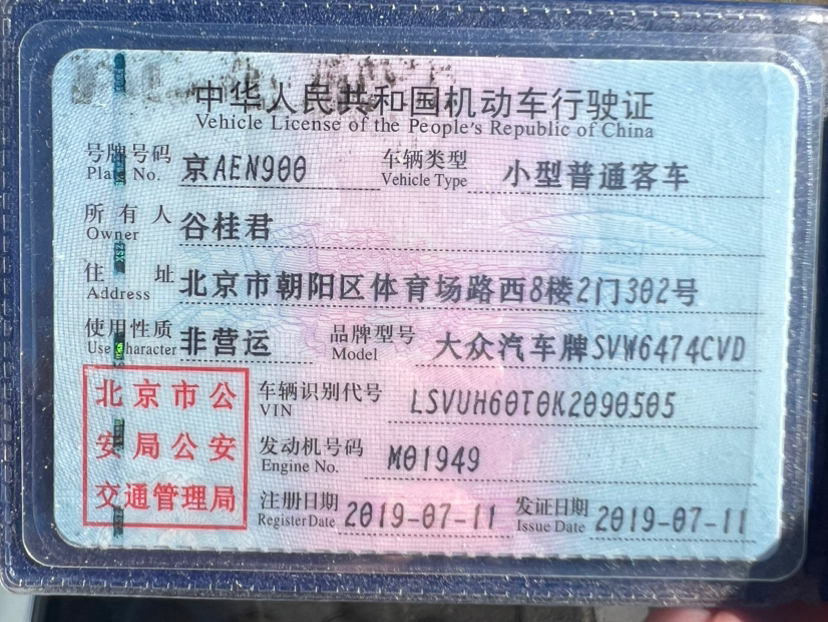 中华人民共和国机动车行驶证
Vehicle License of the People's Republic of China
号牌号码 京AEN900 车辆类型 小型普通客车
Plate No. Vehicle Type
所有人 谷桂君
Owner
住址 北京市朝阳区体育场路西8楼2门302号
Address
使用性质 非营运 品牌型号 大众汽车牌SVW6474CVD
Use Character Model
北京市公安局公安交通管理局
车辆识别代号 LSVUH60T0K2090505
VIN
发动机号码 M01949
Engine No.
注册日期 2019-07-11 发证日期 2019-07-11
Register Date Issue Date